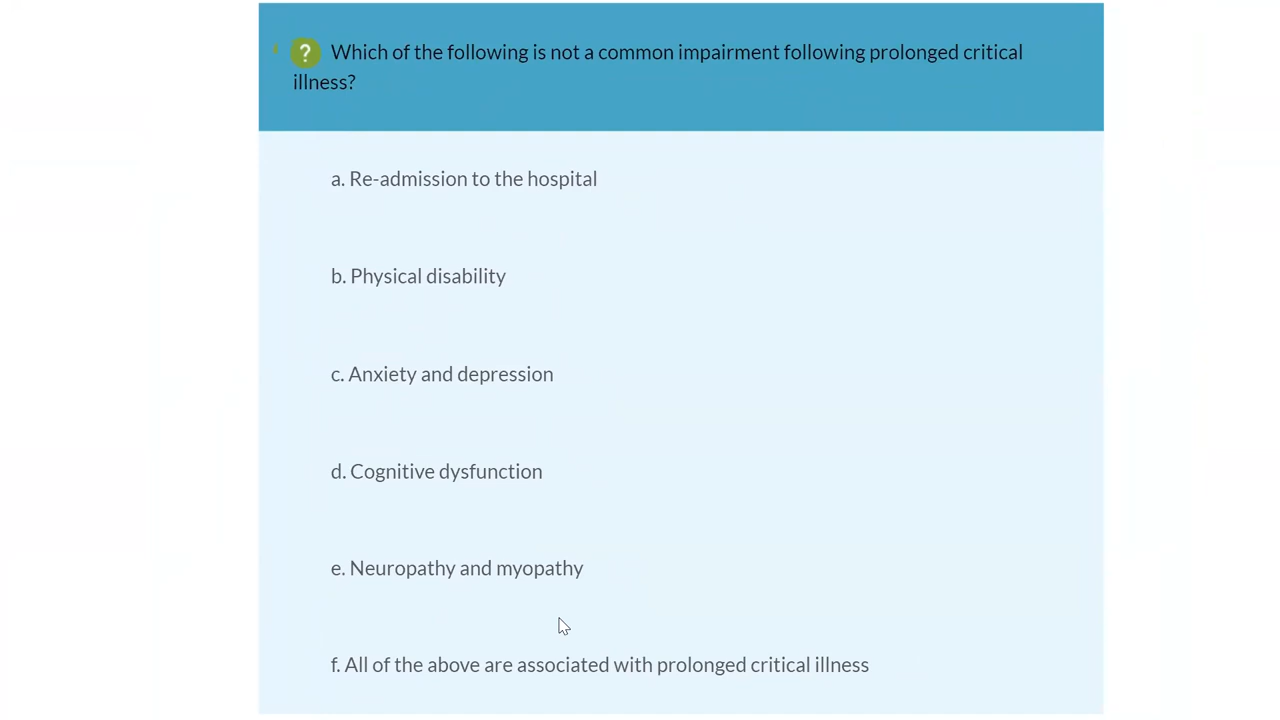 ? Which of the following is not a common impairment following prolonged critical
illness?
a. Re-admission to the hospital
b. Physical disability
c. Anxiety and depression
d. Cognitive dysfunction
e. Neuropathy and myopathy
f. All of the above are associated with prolonged critical illness